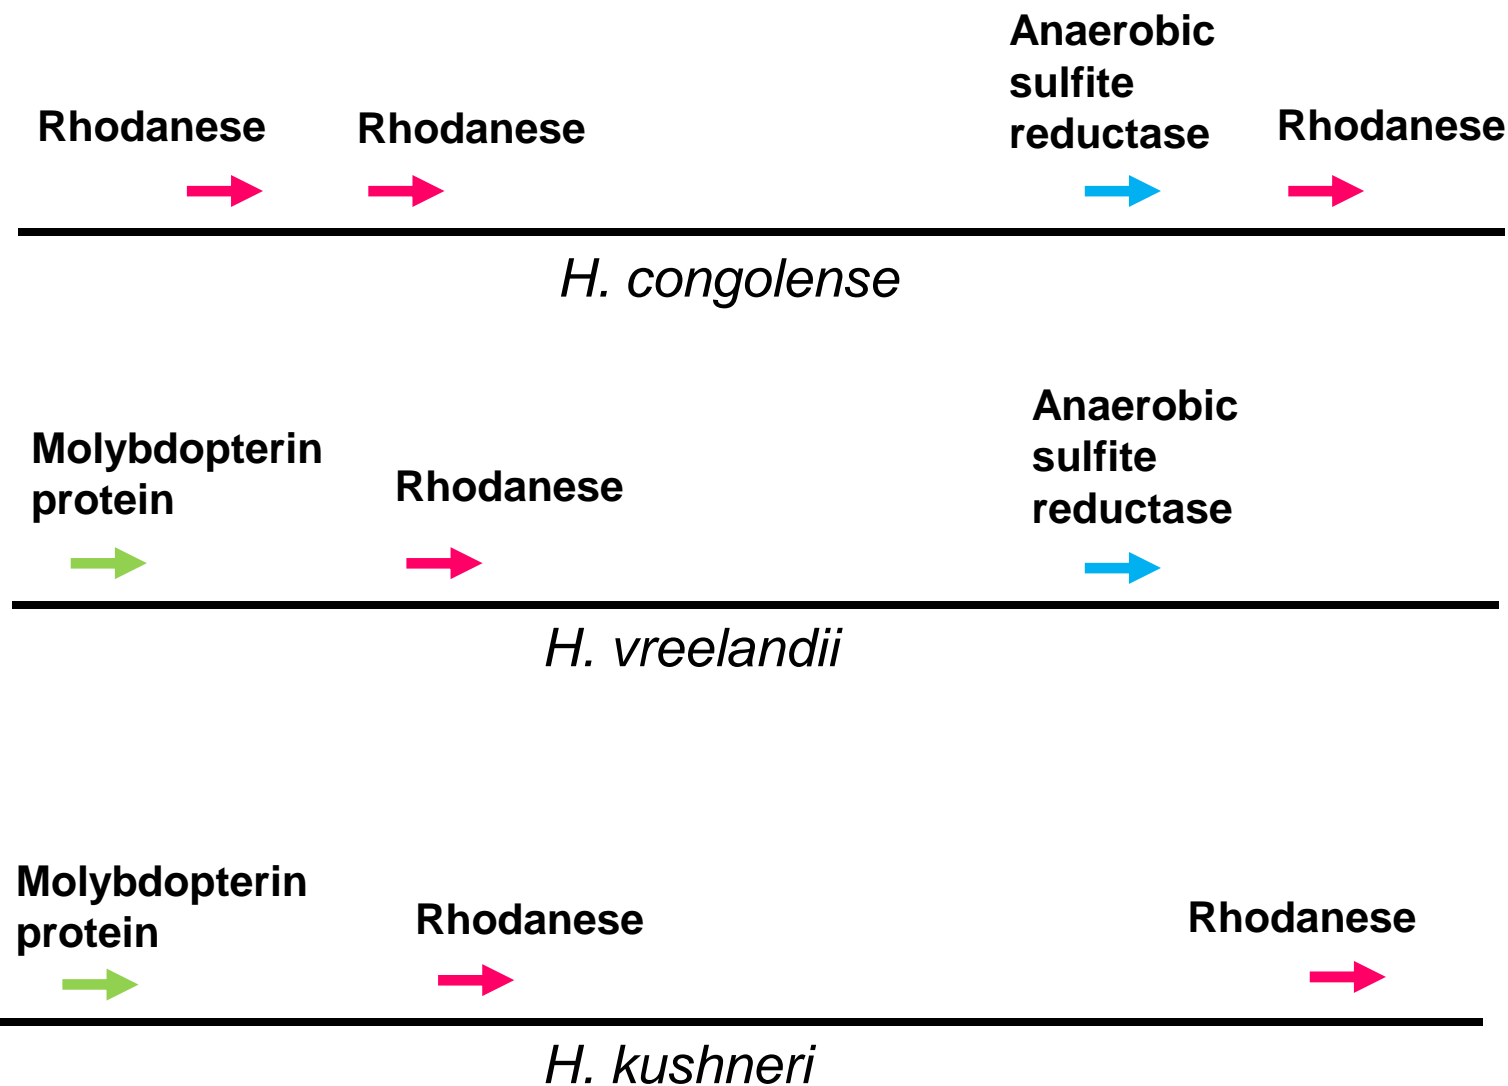 Rhodanese
Rhodanese
Anaerobic
sulfite
reductase
Rhodanese
H. congolense
Molybdopterin
protein
Rhodanese
Anaerobic
sulfite
reductase
H. vreelandii
Molybdopterin
protein
Rhodanese
Rhodanese
H. kushneri